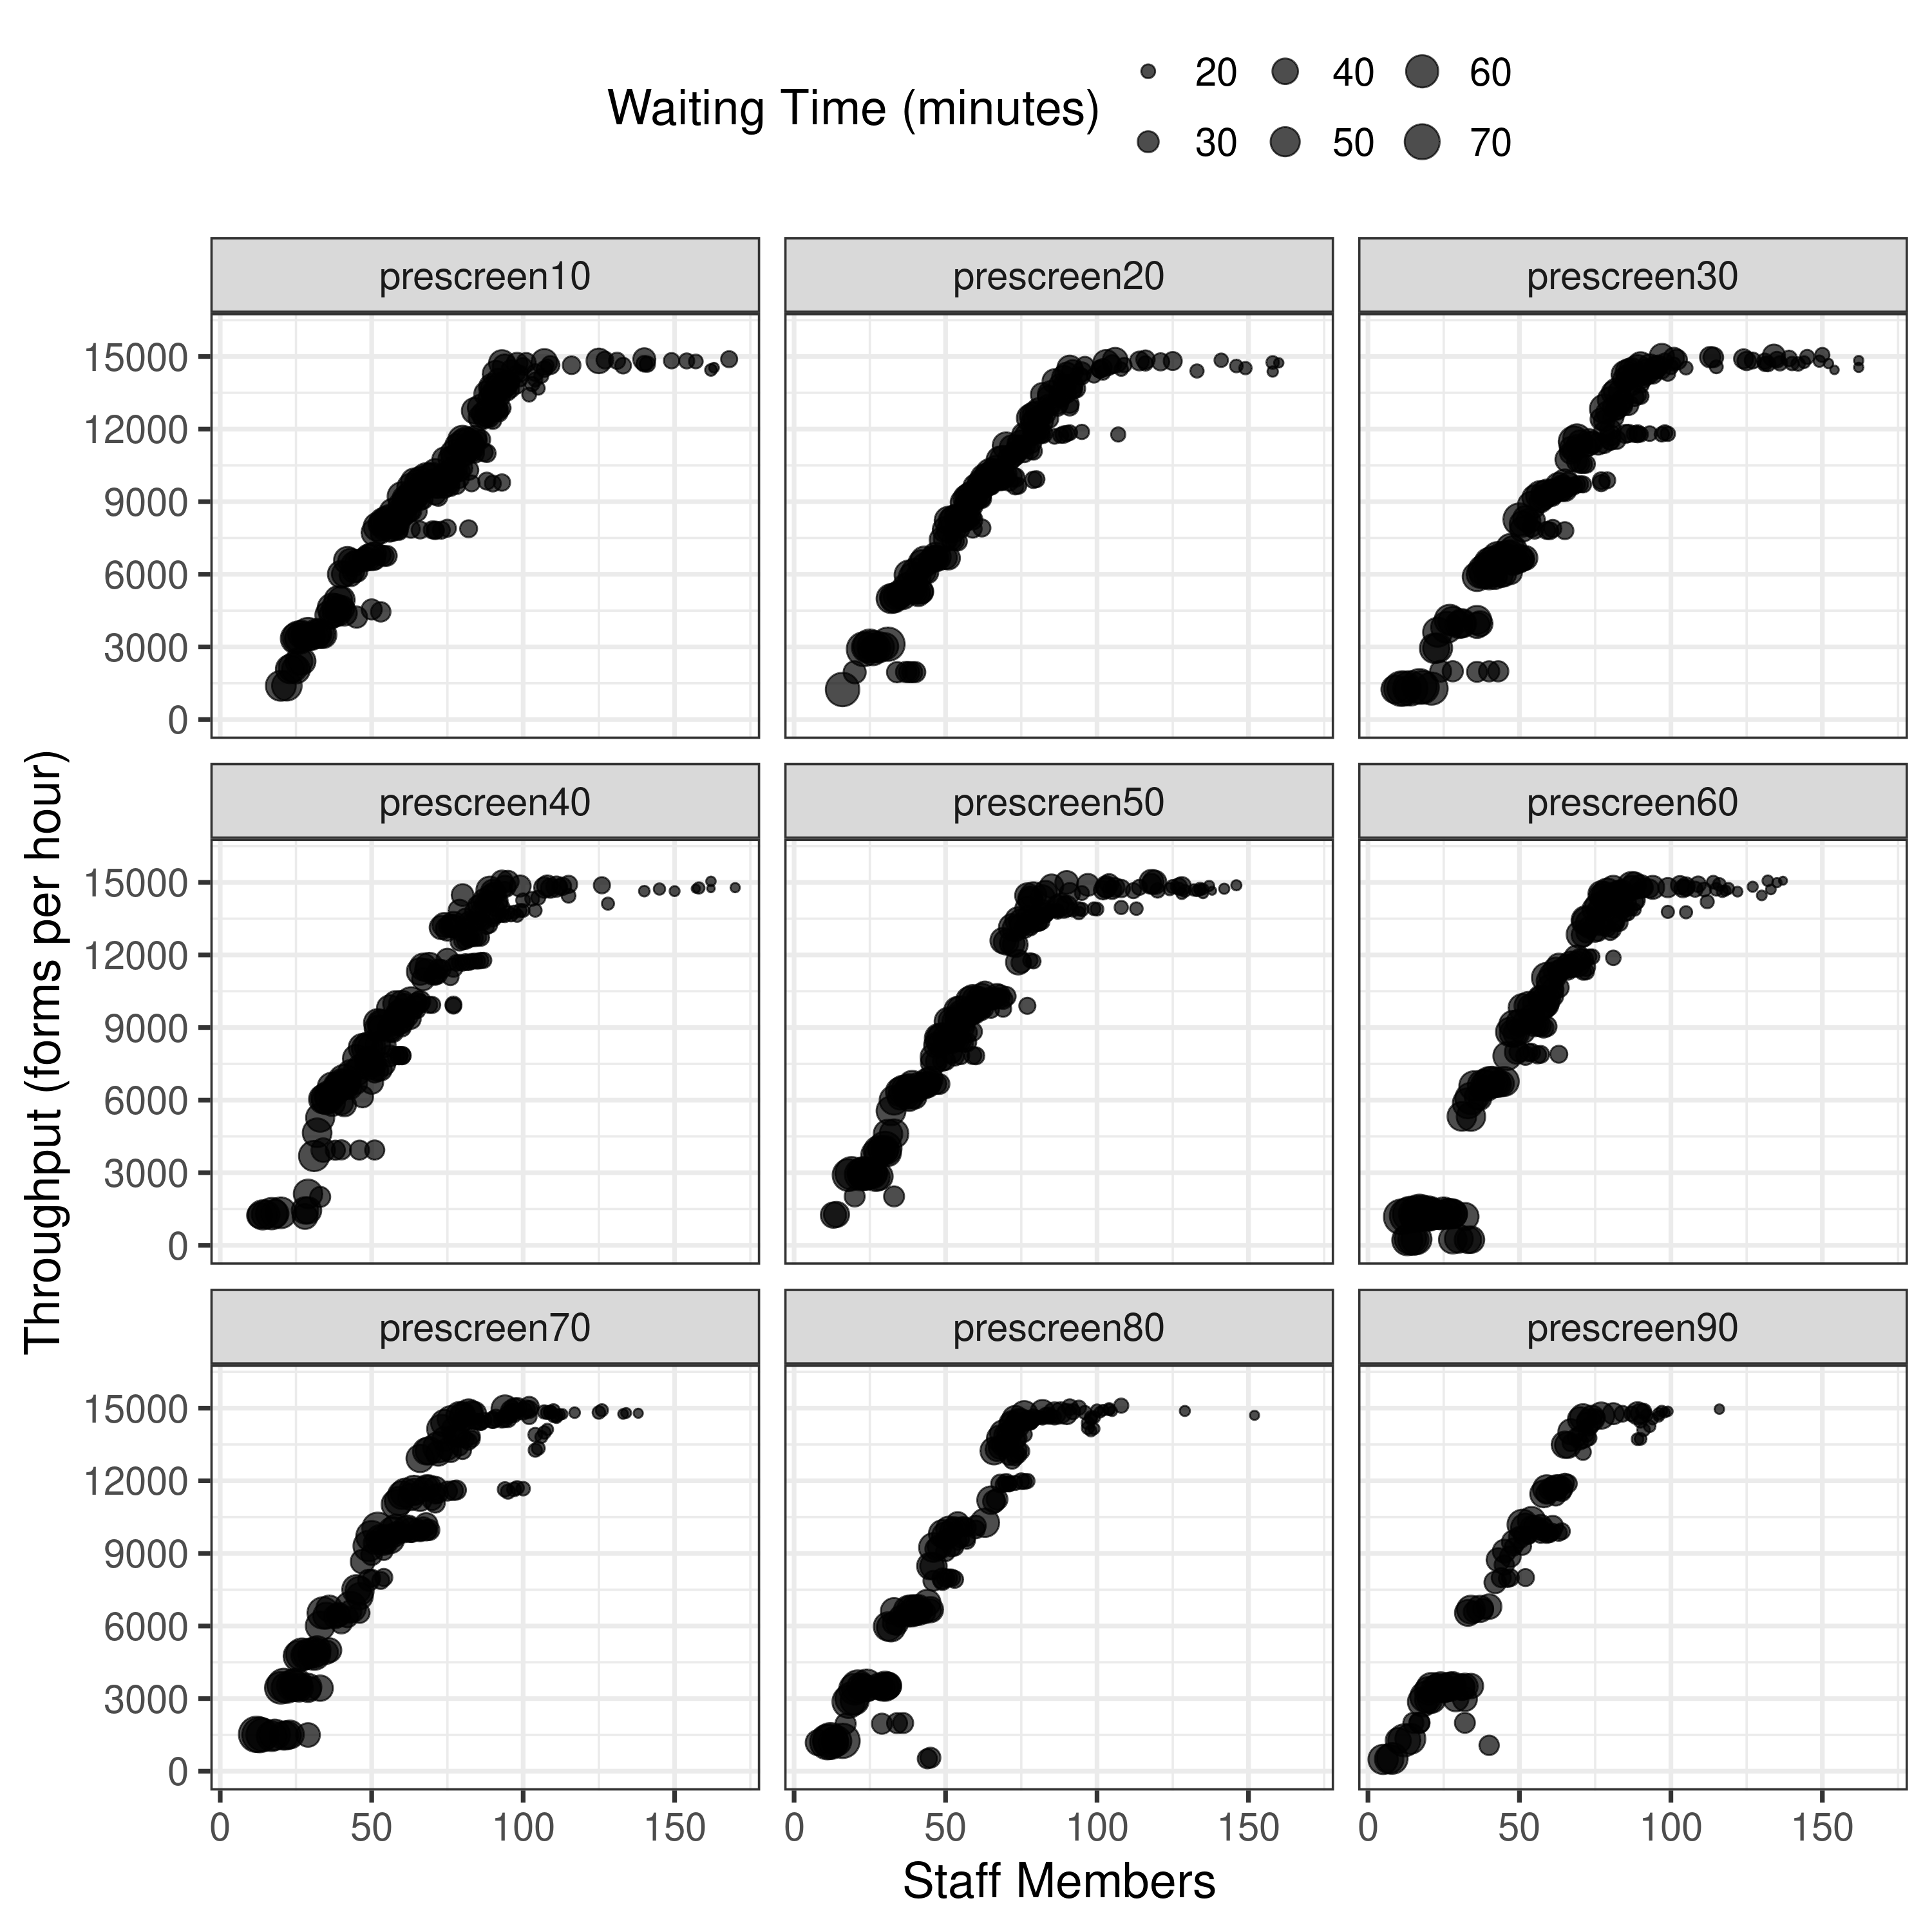 Waiting Time (minutes)
20 40 60
30 50 70
prescreen10 prescreen20 prescreen30
15000
12000
9000
6000
3000
0
prescreen40 prescreen50 prescreen60
15000
12000
9000
6000
3000
0
prescreen70 prescreen80 prescreen90
15000
12000
9000
6000
3000
0
0 50 100 150 0 50 100 150 0 50 100 150
Staff Members
Throughput (forms per hour)